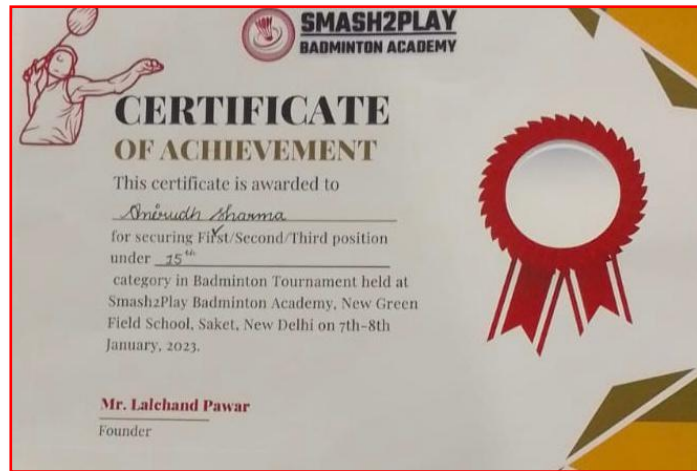 SMASH2PLAY
BADMINTON ACADEMY
CERTIFICATE
OF ACHIEVEMENT
This certificate is awarded to
Anirudh Sharma
for securing First/Second/Third position
under 15th
category in Badminton Tournament held at
Smash2Play Badminton Academy, New Green
Field School, Saket, New Delhi on 7th-8th
January, 2023.
Mr. Lalchand Pawar
Founder